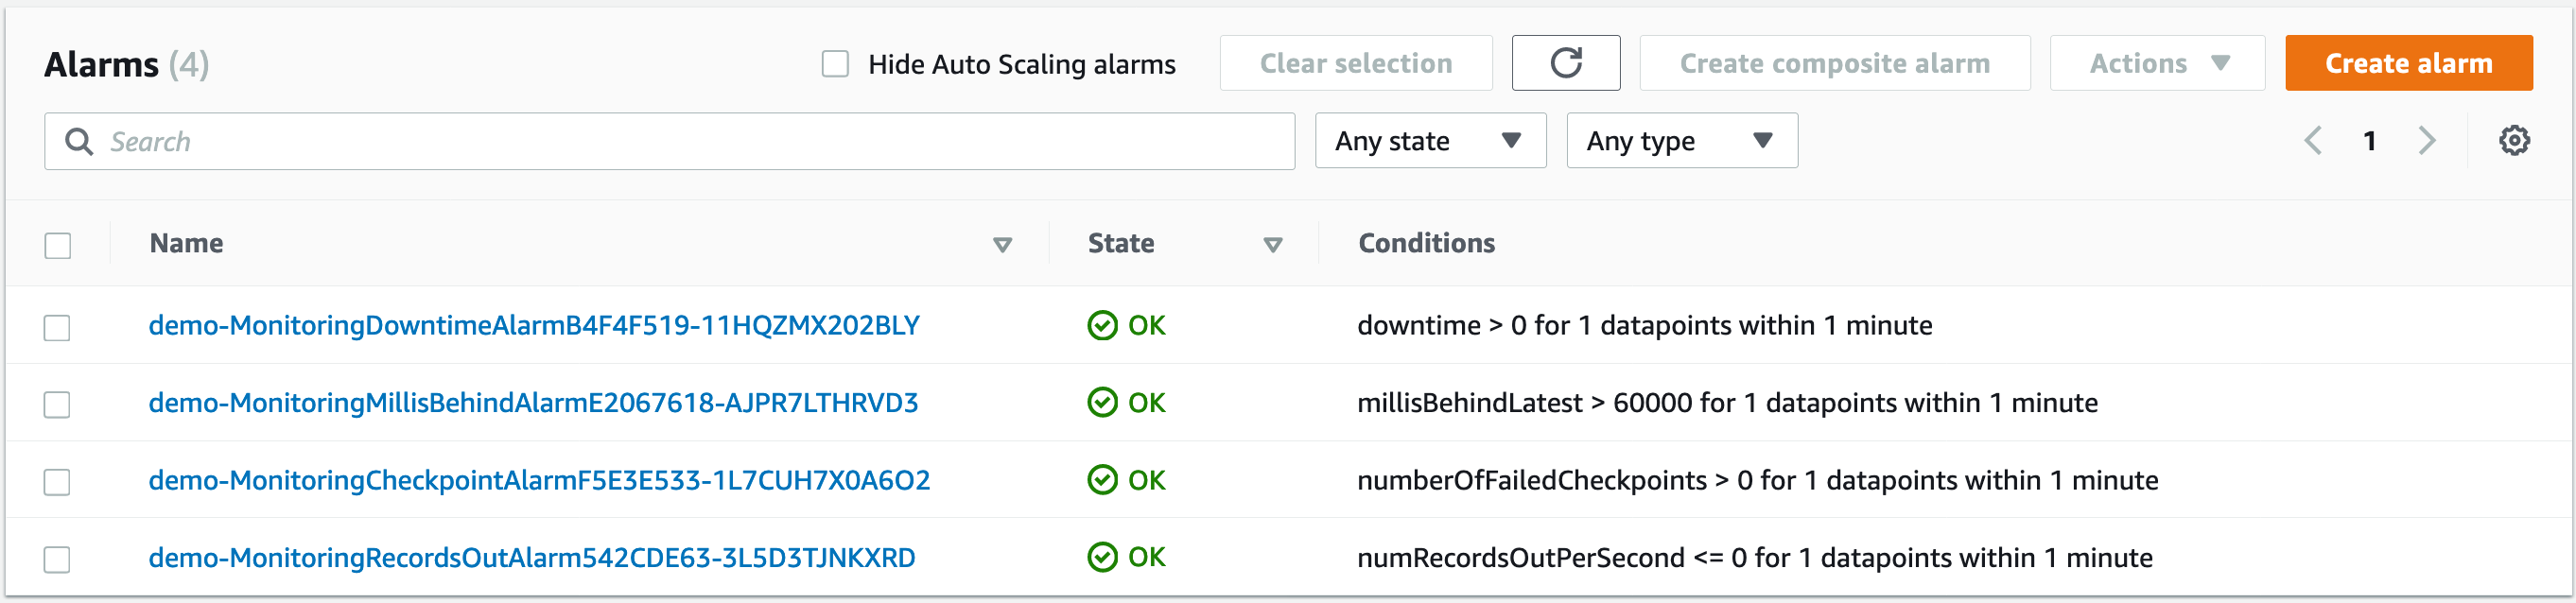 Alarms (4) Hide Auto Scaling alarms Clear selection Create composite alarm Actions Create alarm
Search Any state Any type 1
Name State Conditions
demo-MonitoringDowntimeAlarmB4F4F519-11HQZMX202BLY OK downtime > 0 for 1 datapoints within 1 minute
demo-MonitoringMillisBehindAlarmE2067618-AJPR7LTHRVD3 OK millisBehindLatest > 60000 for 1 datapoints within 1 minute
demo-MonitoringCheckpointAlarmF5E3E533-1L7CUH7X0A6O2 OK numberOfFailedCheckpoints > 0 for 1 datapoints within 1 minute
demo-MonitoringRecordsOutAlarm542CDE63-3L5D3TJNKXRD OK numRecordsOutPerSecond <= 0 for 1 datapoints within 1 minute